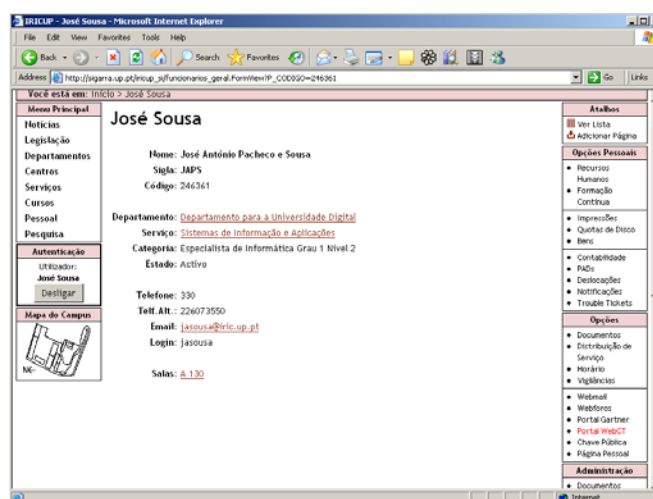 IRICUP - José Sousa - Microsoft Internet Explorer
File Edit View Favorites Tools Help
Back Search Favorites
Address http://sigarra.up.pt/iricup_si/funcionarios_geral.FormView?P_CODIGO=246361 Go Links
Você está em: Início > José Sousa
Menu Principal
Notícias
Legislação
Departamentos
Centros
Serviços
Cursos
Pessoal
Pesquisa
Autenticação
Utilizador:
José Sousa
Desligar
Mapa do Campus
José Sousa
Nome: José António Pacheco e Sousa
Sigla: JAPS
Código: 246361
Departamento: Departamento para a Universidade Digital
Serviço: Sistemas de Informação e Aplicações
Categoria: Especialista de Informática Grau 1 Nível 2
Estado: Activo
Telefone: 330
Telf.Alt.: 226073550
Email: jasousa@iric.up.pt
Login: jasousa
Salas: A 130
Atalhos
Ver Lista
Adicionar Página
Opções Pessoais
Recursos
Humanos
Formação
Contínua
Impressões
Quotas de Disco
Bens
Contabilidade
PADs
Deslocações
Notificações
Trouble Tickets
Opções
Documentos
Distribuição de
Serviço
Horário
Vigilâncias
Webmail
Webforos
Portal Gartner
Portal WebCT
Chave Pública
Página Pessoal
Administração
Documentos
Internet